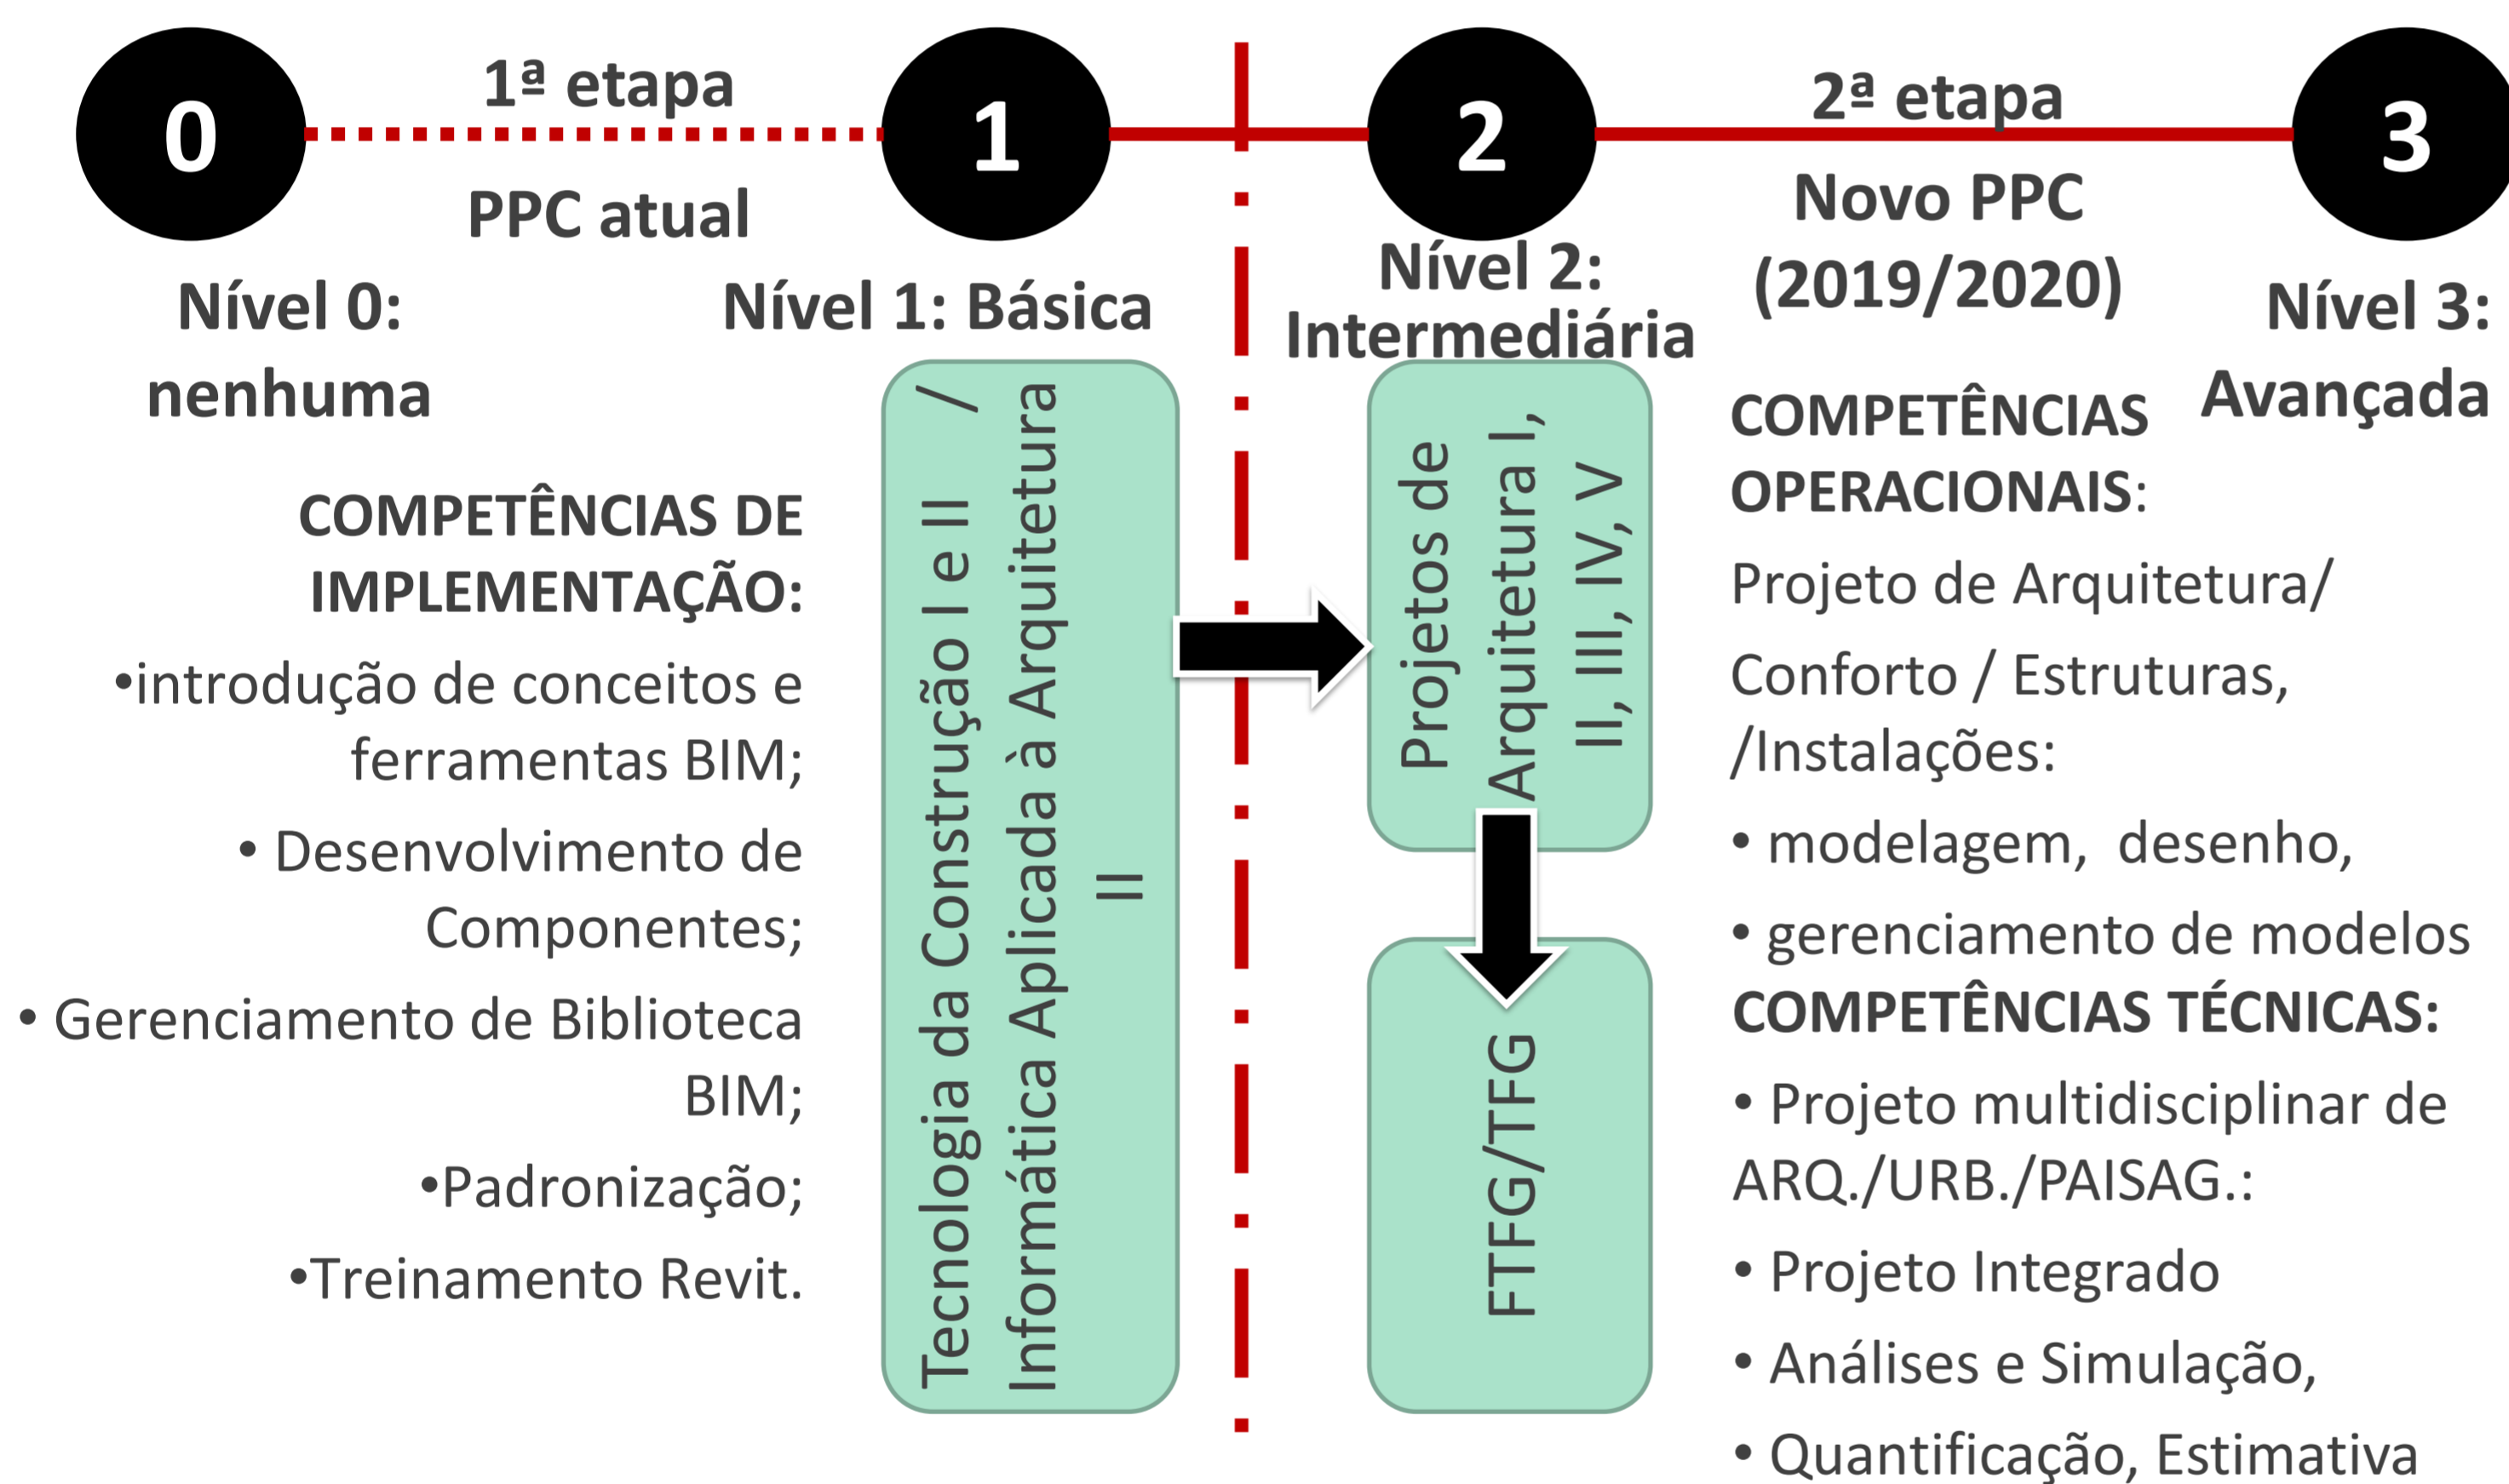 0
1ª etapa
PPC atual
1
2
2ª etapa
Novo PPC
(2019/2020)
3
Nível 0:
nenhuma
Nível 1: Básica
Nível 2:
Intermediária
Nível 3:
Avançada
COMPETÊNCIAS DE
IMPLEMENTAÇÃO:
•introdução de conceitos e
ferramentas BIM;
• Desenvolvimento de
Componentes;
• Gerenciamento de Biblioteca
BIM;
•Padronização;
•Treinamento Revit.
Tecnologia da Construção I e II /
Informática Aplicada à Arquitetura
II
Projetos de
Arquitetura I,
II, III, IV, V
FTFG/TFG
COMPETÊNCIAS
OPERACIONAIS:
Projeto de Arquitetura/
Conforto / Estruturas,
/Instalações:
• modelagem, desenho,
• gerenciamento de modelos
COMPETÊNCIAS TÉCNICAS:
• Projeto multidisciplinar de
ARQ./URB./PAISAG.:
• Projeto Integrado
• Análises e Simulação,
• Quantificação, Estimativa